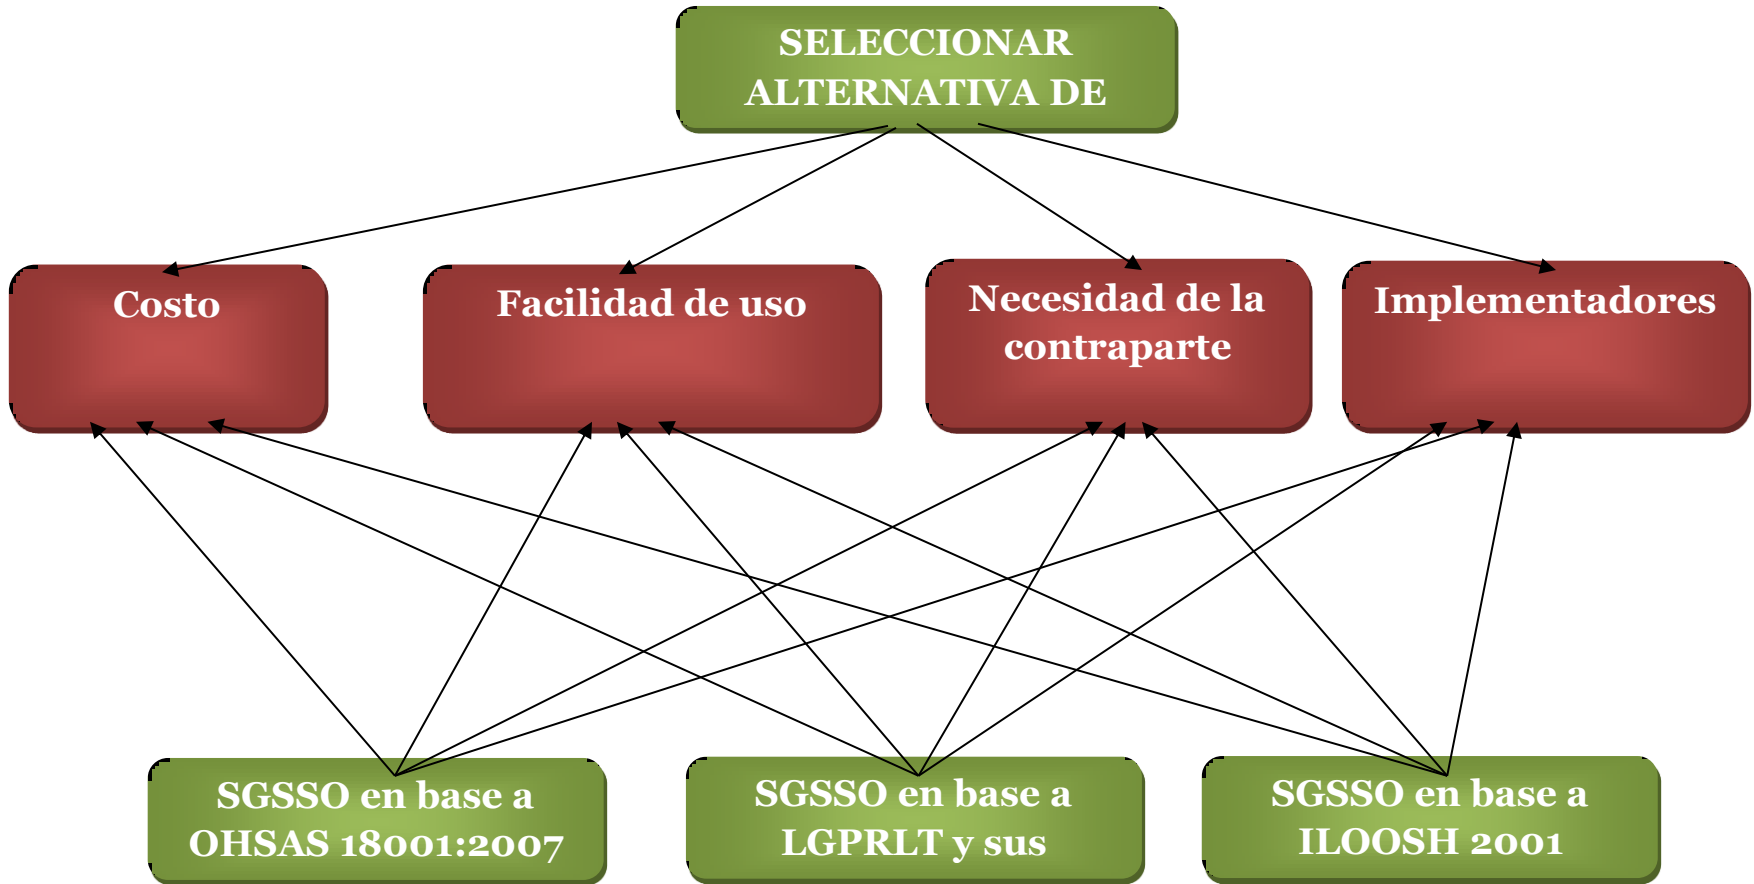 SELECCIONAR
ALTERNATIVA DE
Costo
Facilidad de uso
Necesidad de la
contraparte
Implementadores
SGSSO en base a
OHSAS 18001:2007
SGSSO en base a
LGPRLT y sus
SGSSO en base a
ILOOSH 2001